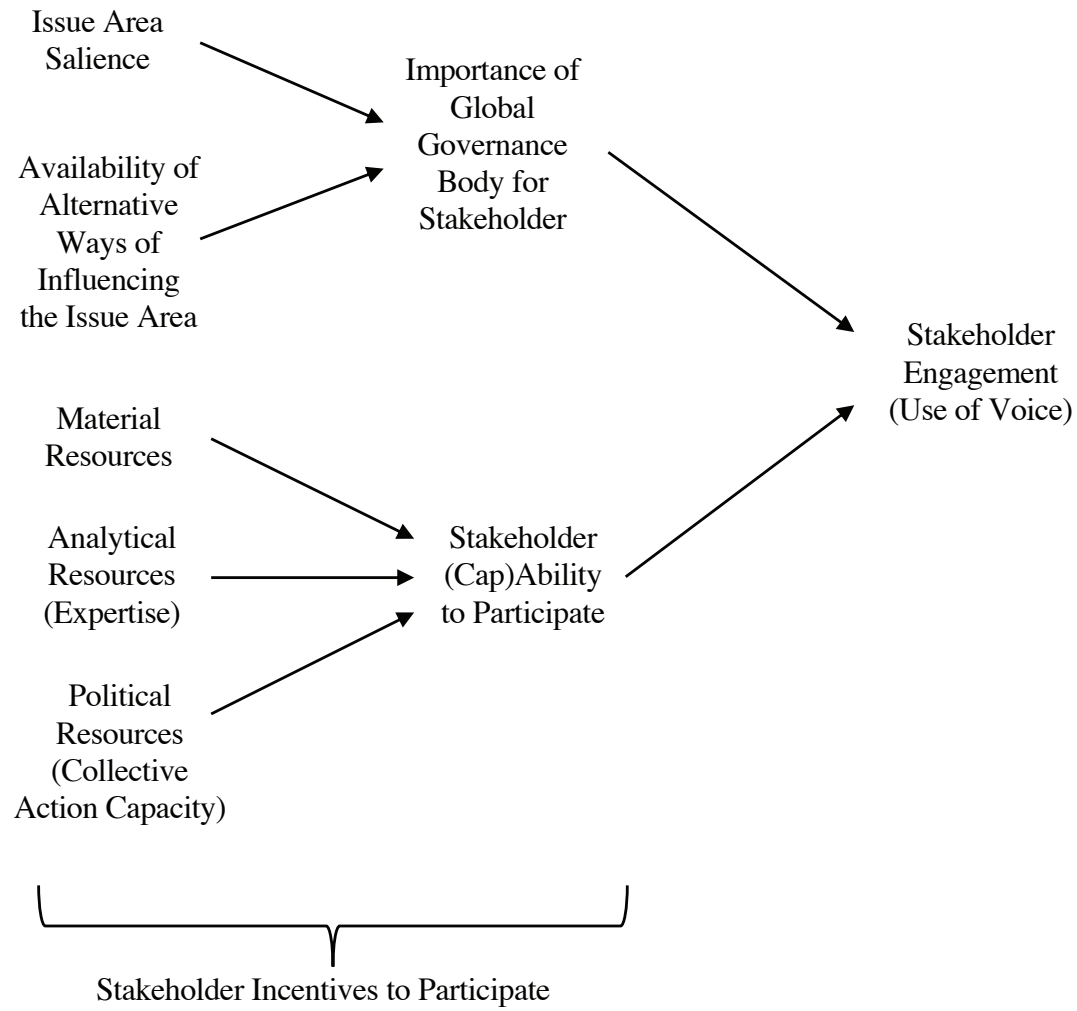 Issue Area
Salience
Availability of
Alternative
Ways of
Influencing
the Issue Area
Importance of
Global
Governance
Body for
Stakeholder
Material
Resources
Analytical
Resources
(Expertise)
Political
Resources
(Collective
Action Capacity)
Stakeholder
(Cap)Ability
to Participate
Stakeholder
Engagement
(Use of Voice)
Stakeholder Incentives to Participate